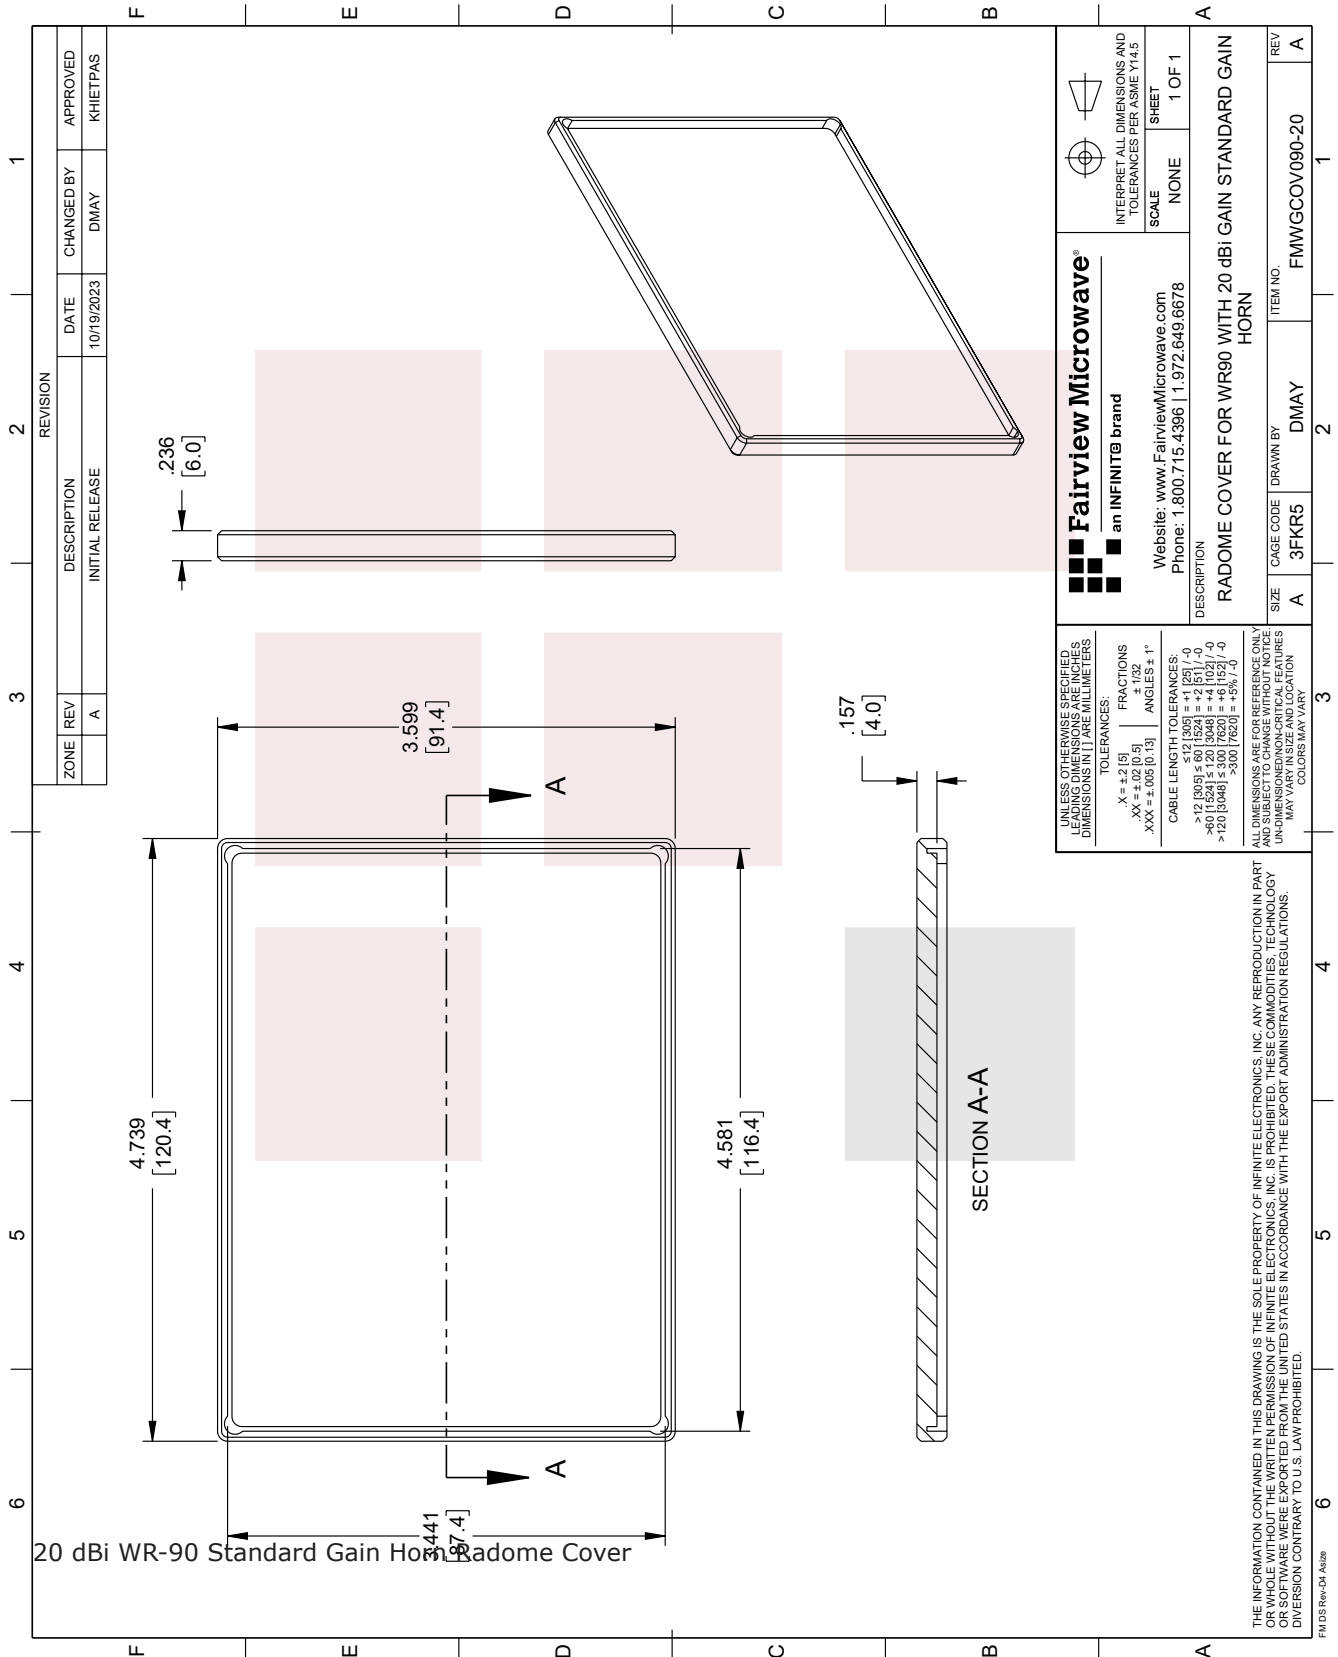 F
E
D
C
B
A
1
2
3
4
5
6
REVISION
ZONE REV DESCRIPTION DATE CHANGED BY APPROVED
A INITIAL RELEASE 10/19/2023 DMAY KHIETPAS
4.739
[120.4]
3.599
[91.4]
.236
[6.0]
A
A
3.441
[87.4]
4.581
[116.4]
.157
[4.0]
SECTION A-A
20 dBi WR-90 Standard Gain Horn Radome Cover
UNLESS OTHERWISE SPECIFIED
LEADING DIMENSIONS ARE INCHES
DIMENSIONS IN [ ] ARE MILLIMETERS
TOLERANCES:
.X = ±.2 [5] FRACTIONS
.XX = ±.02 [0.5] ± 1/32
.XXX = ±.005 [0.13] ANGLES ± 1°
CABLE LENGTH TOLERANCES:
≤12 [305] = +1 [25] / -0
>12 [305] ≤ 60 [1524] = +2 [51] / -0
>60 [1524] ≤ 120 [3048] = +4 [102] / -0
>120 [3048] ≤ 300 [7620] = +6 [152] / -0
>300 [7620] = +5% / -0
ALL DIMENSIONS ARE FOR REFERENCE ONLY
AND SUBJECT TO CHANGE WITHOUT NOTICE.
UN-DIMENSIONED/NON-CRITICAL FEATURES
MAY VARY IN SIZE AND LOCATION
COLORS MAY VARY
Fairview Microwave®
an INFINIT® brand
Website: www.FairviewMicrowave.com
Phone: 1.800.715.4396 | 1.972.649.6678
INTERPRET ALL DIMENSIONS AND
TOLERANCES PER ASME Y14.5
SCALE SHEET
NONE 1 OF 1
DESCRIPTION
RADOME COVER FOR WR90 WITH 20 dBi GAIN STANDARD GAIN
HORN
SIZE CAGE CODE DRAWN BY ITEM NO. REV
A 3FKR5 DMAY FMWGCOV090-20 A
THE INFORMATION CONTAINED IN THIS DRAWING IS THE SOLE PROPERTY OF INFINITE ELECTRONICS, INC. ANY REPRODUCTION IN PART
OR WHOLE WITHOUT THE WRITTEN PERMISSION OF INFINITE ELECTRONICS, INC. IS PROHIBITED. THESE COMMODITIES, TECHNOLOGY
OR SOFTWARE WERE EXPORTED FROM THE UNITED STATES IN ACCORDANCE WITH THE EXPORT ADMINISTRATION REGULATIONS.
DIVERSION CONTRARY TO U.S. LAW PROHIBITED.
FM DS Rev-D4 Asize
6
5
4
3
2
1
F
E
D
C
B
A